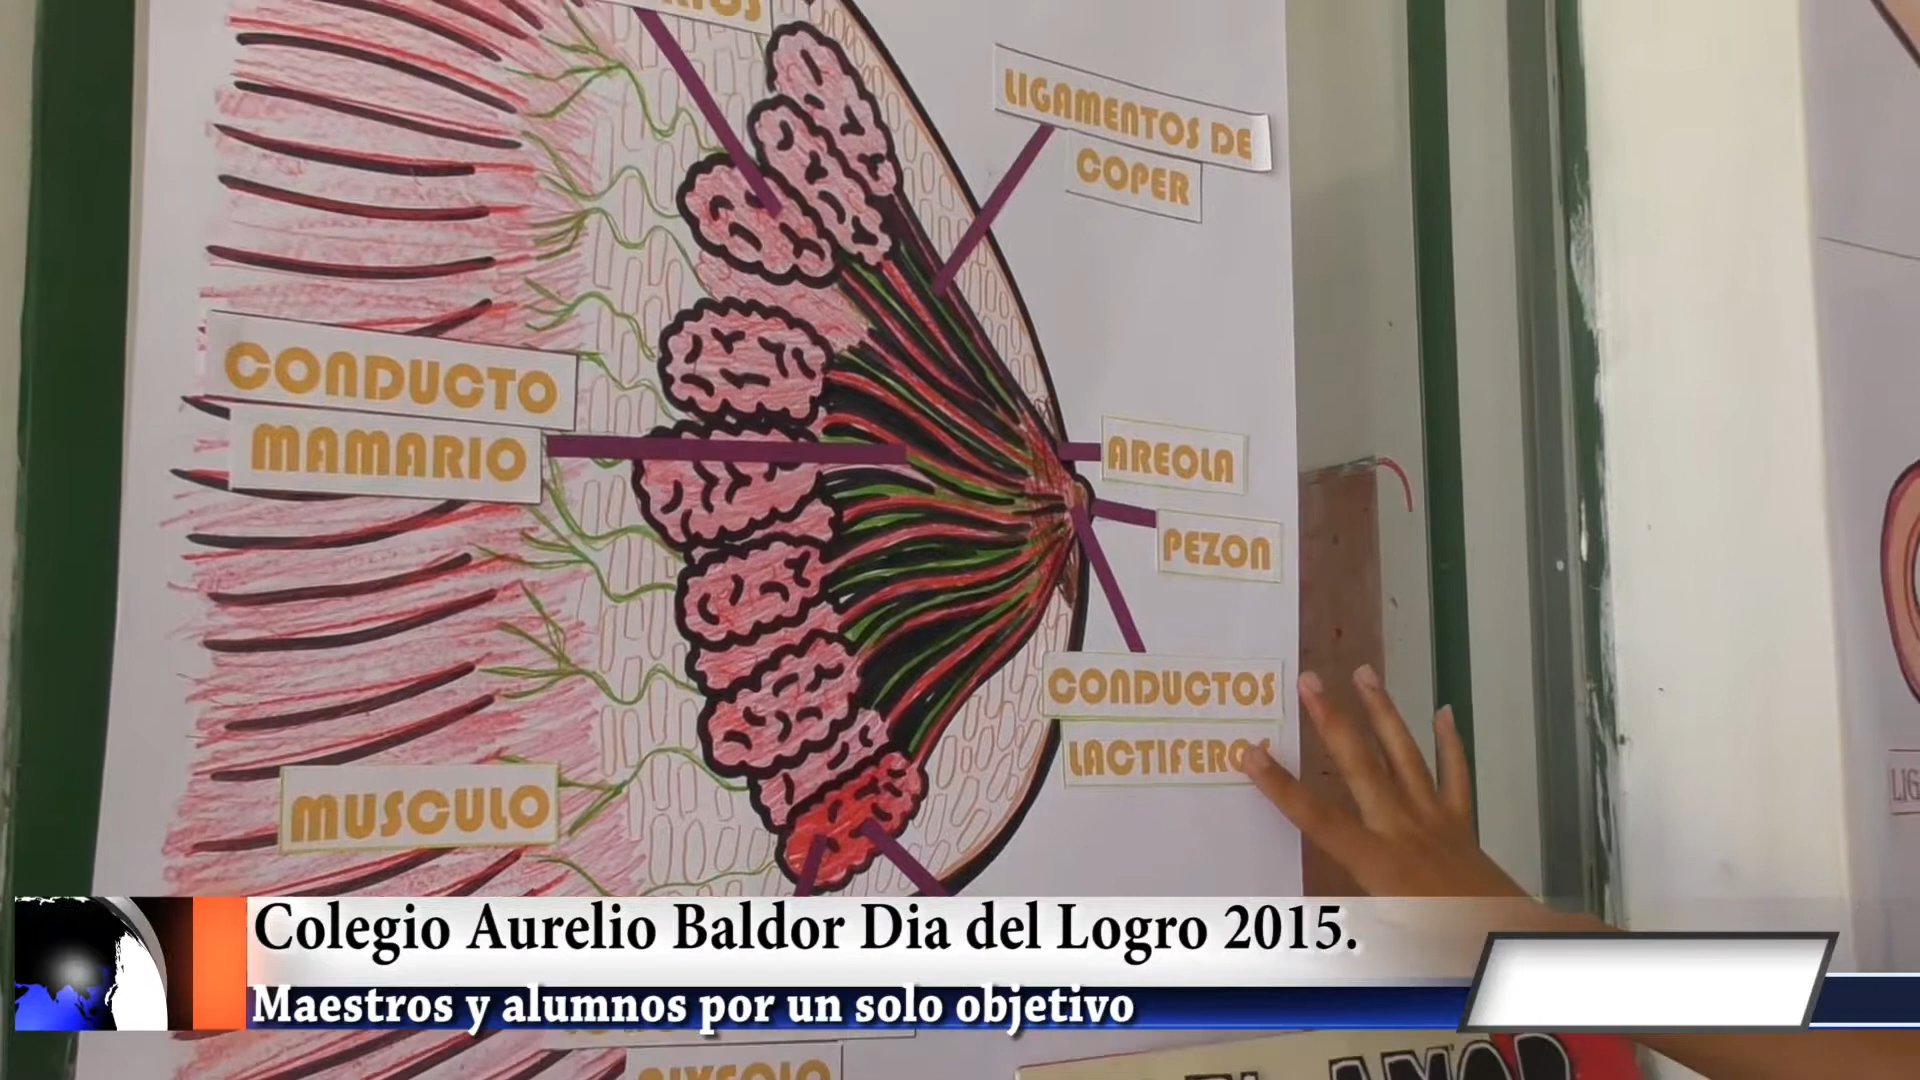 LIGAMENTOS DE
COPER
CONDUCTO
MAMARIO
AREOLA
PEZON
CONDUCTOS
LACTIFEROS
MUSCULO
Colegio Aurelio Baldor Dia del Logro 2015.
Maestros y alumnos por un solo objetivo